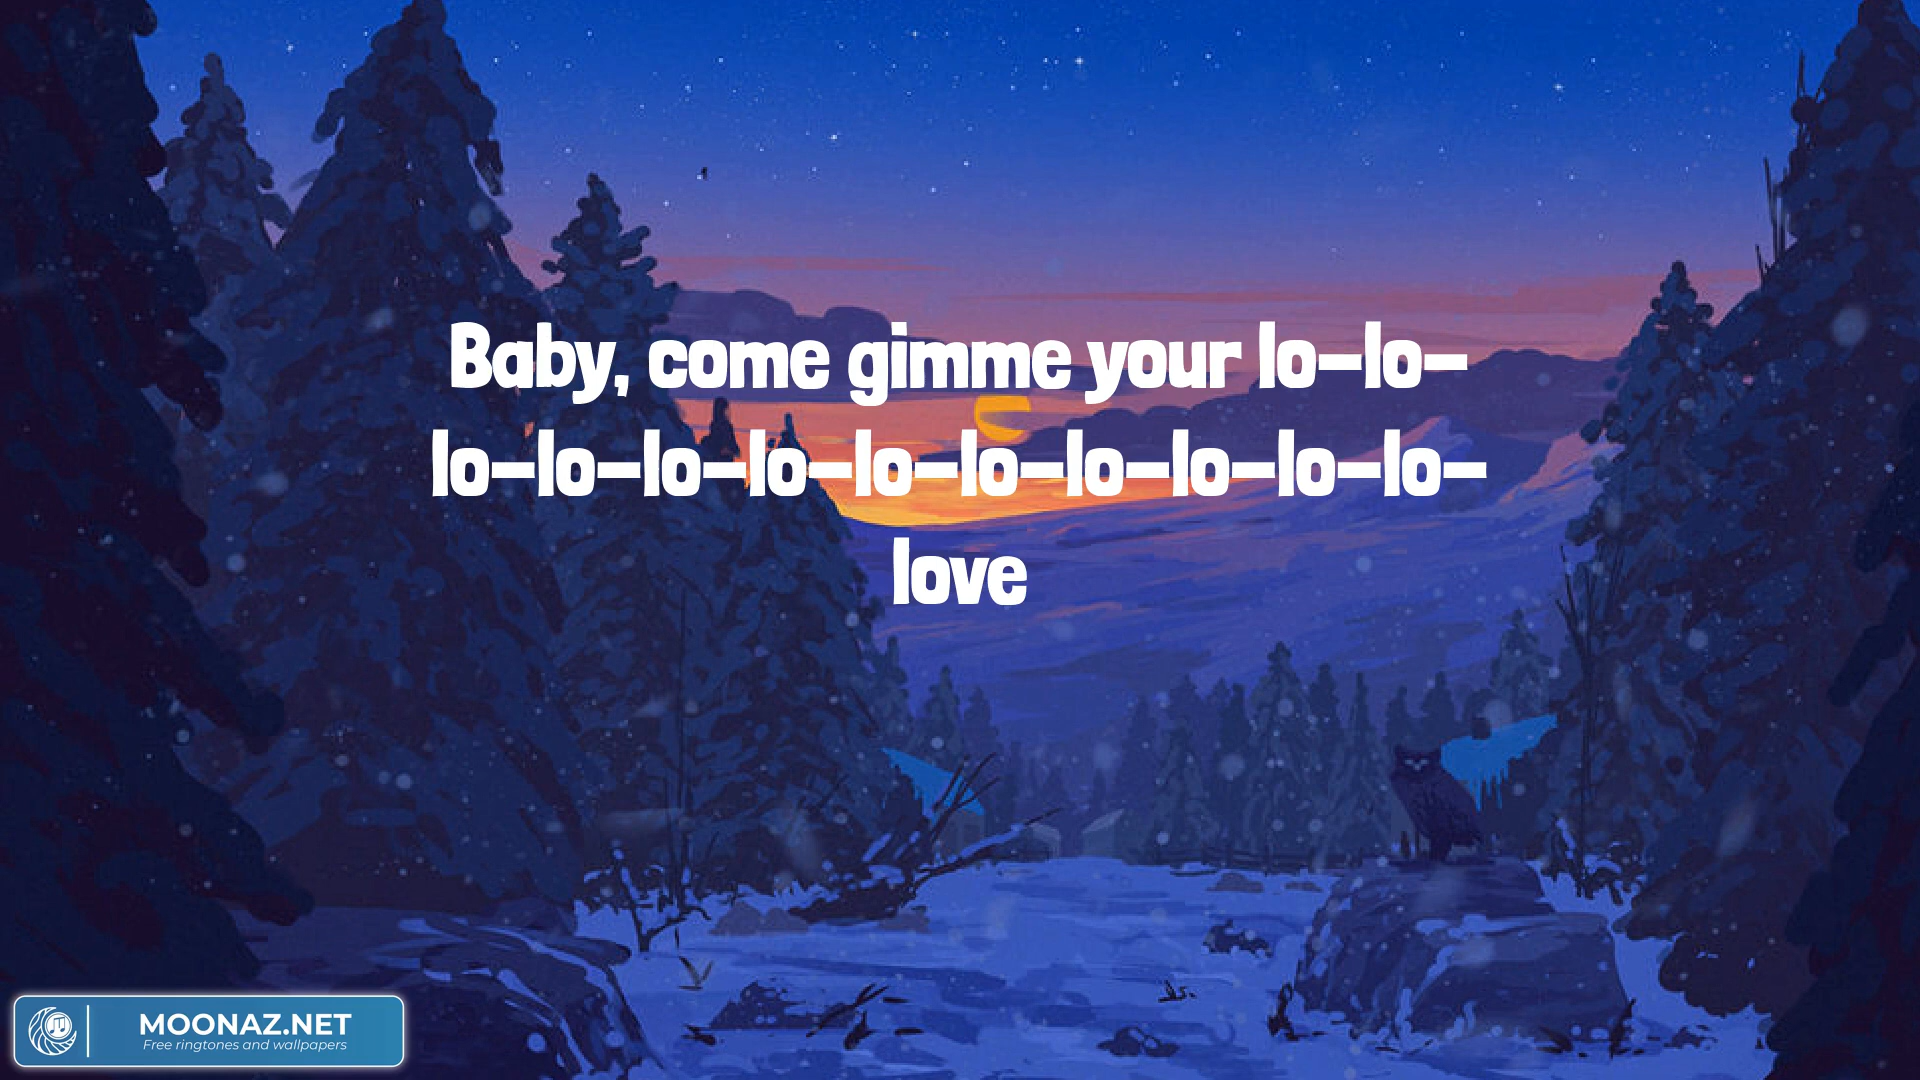 Baby, come gimme your lo-lo-
lo-lo-lo-lo-lo-lo-lo-lo-lo-lo-
love
MOONAZ.NET
Free ringtones and wallpapers